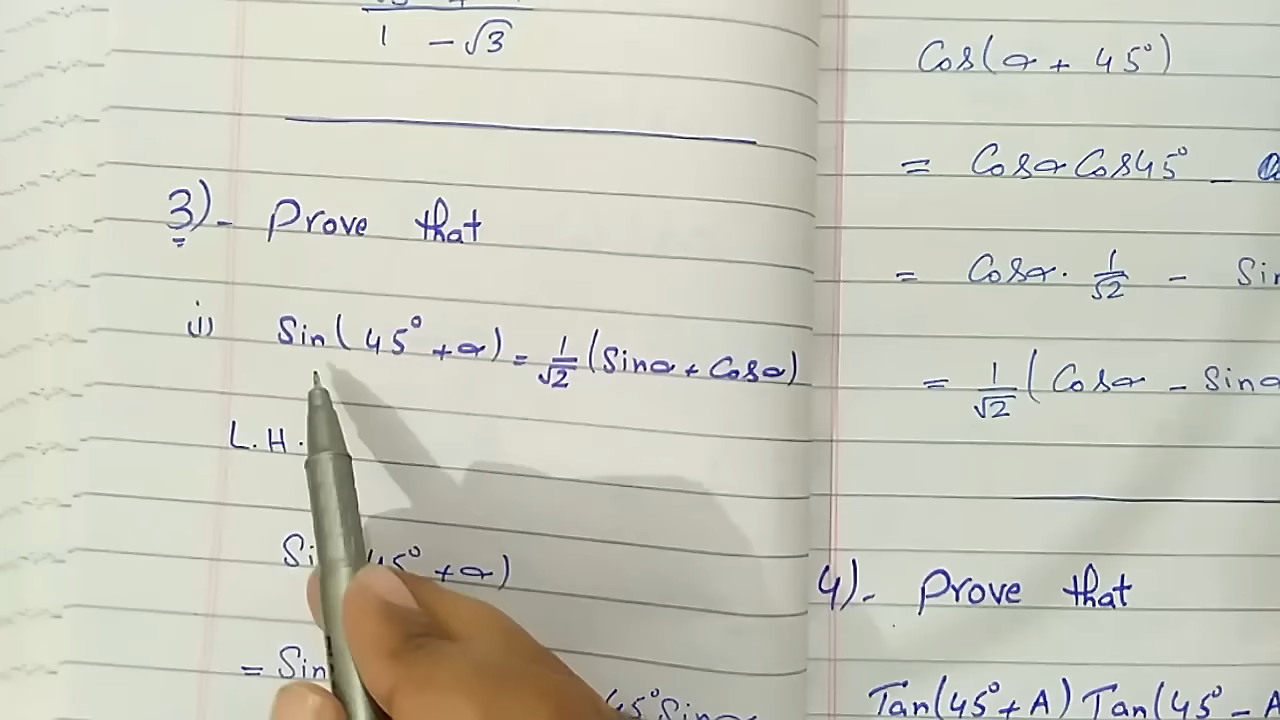 1 - √3
3)- Prove that
i) Sin(45° + α) = 1/√2 (Sinα + Cosα)
L.H.
45° + α)
= Sin
45° Sin
Cos(α + 45°)
= Cosα Cos45° -
= Cosα · 1/√2 - Sin
= 1/√2 (Cosα - Sinα
4)- Prove that
Tan(45° + A) Tan(45° - A